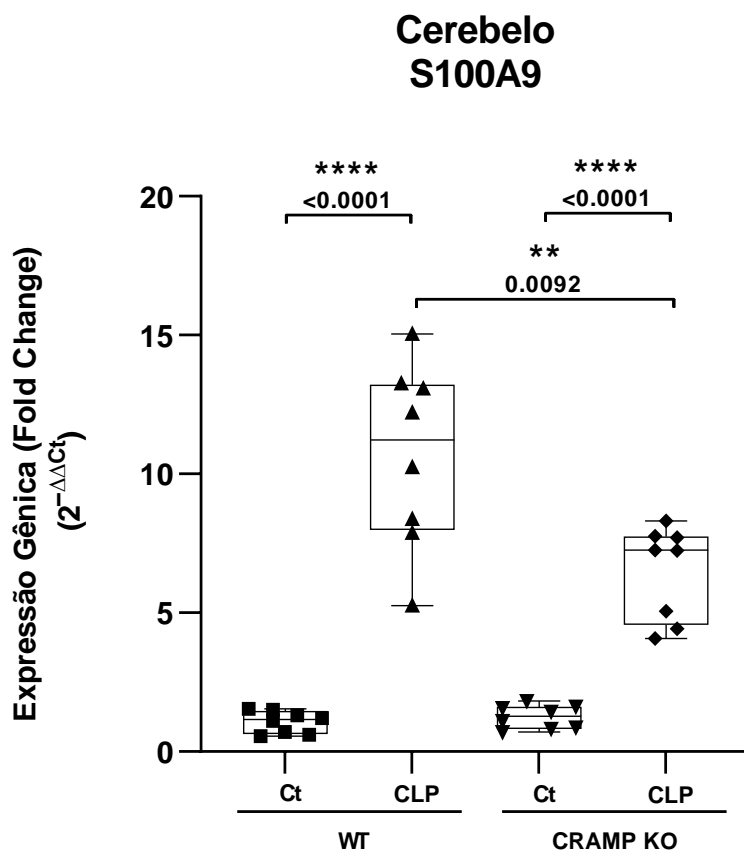 Cerebelo
S100A9
**** ****
<0.0001 <0.0001
**
0.0092
Expressão Gênica (Fold Change)
(2^−ΔΔCt)
20
15
10
5
0
Ct CLP Ct CLP
WT CRAMP KO